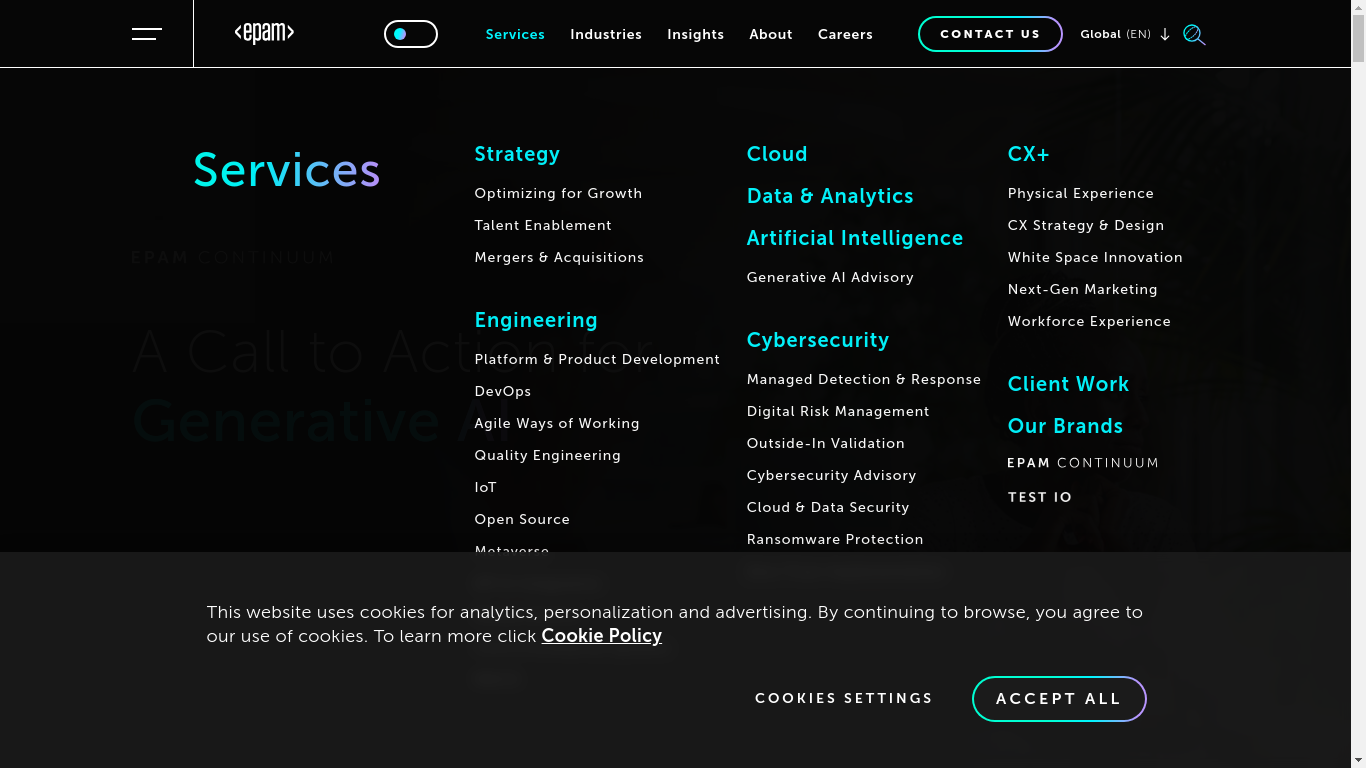 <epam>
Services
Industries
Insights
About
Careers
CONTACT US
Global (EN)
Services
Strategy
Optimizing for Growth
Talent Enablement
Mergers & Acquisitions
Engineering
Platform & Product Development
DevOps
Agile Ways of Working
Quality Engineering
IoT
Open Source
Metaverse
Cloud
Data & Analytics
Artificial Intelligence
Generative AI Advisory
Cybersecurity
Managed Detection & Response
Digital Risk Management
Outside-In Validation
Cybersecurity Advisory
Cloud & Data Security
Ransomware Protection
CX+
Physical Experience
CX Strategy & Design
White Space Innovation
Next-Gen Marketing
Workforce Experience
Client Work
Our Brands
EPAM CONTINUUM
TEST IO
EPAM CONTINUUM
A Call to Action for
Generative AI
This website uses cookies for analytics, personalization and advertising. By continuing to browse, you agree to
our use of cookies. To learn more click Cookie Policy
COOKIES SETTINGS
ACCEPT ALL